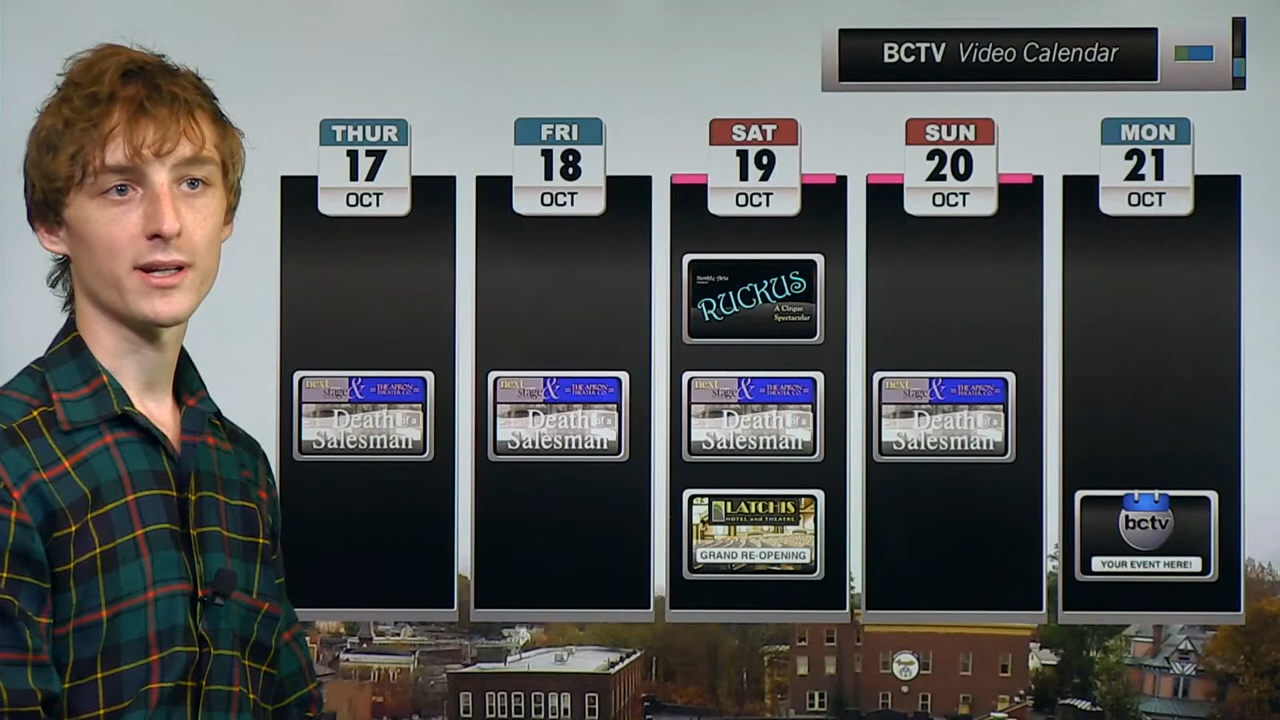 BCTV Video Calendar
THUR
17
OCT
FRI
18
OCT
SAT
19
OCT
SUN
20
OCT
MON
21
OCT
Nimble Arts
RUCKUS
A Cirque
Spectacular
next
stage & THE APRON
THEATER CO.
Death of a
Salesman
next
stage & THE APRON
THEATER CO.
Death of a
Salesman
next
stage & THE APRON
THEATER CO.
Death of a
Salesman
next
stage & THE APRON
THEATER CO.
Death of a
Salesman
LATCHIS
HOTEL and THEATRE
GRAND RE-OPENING
bctv
YOUR EVENT HERE!